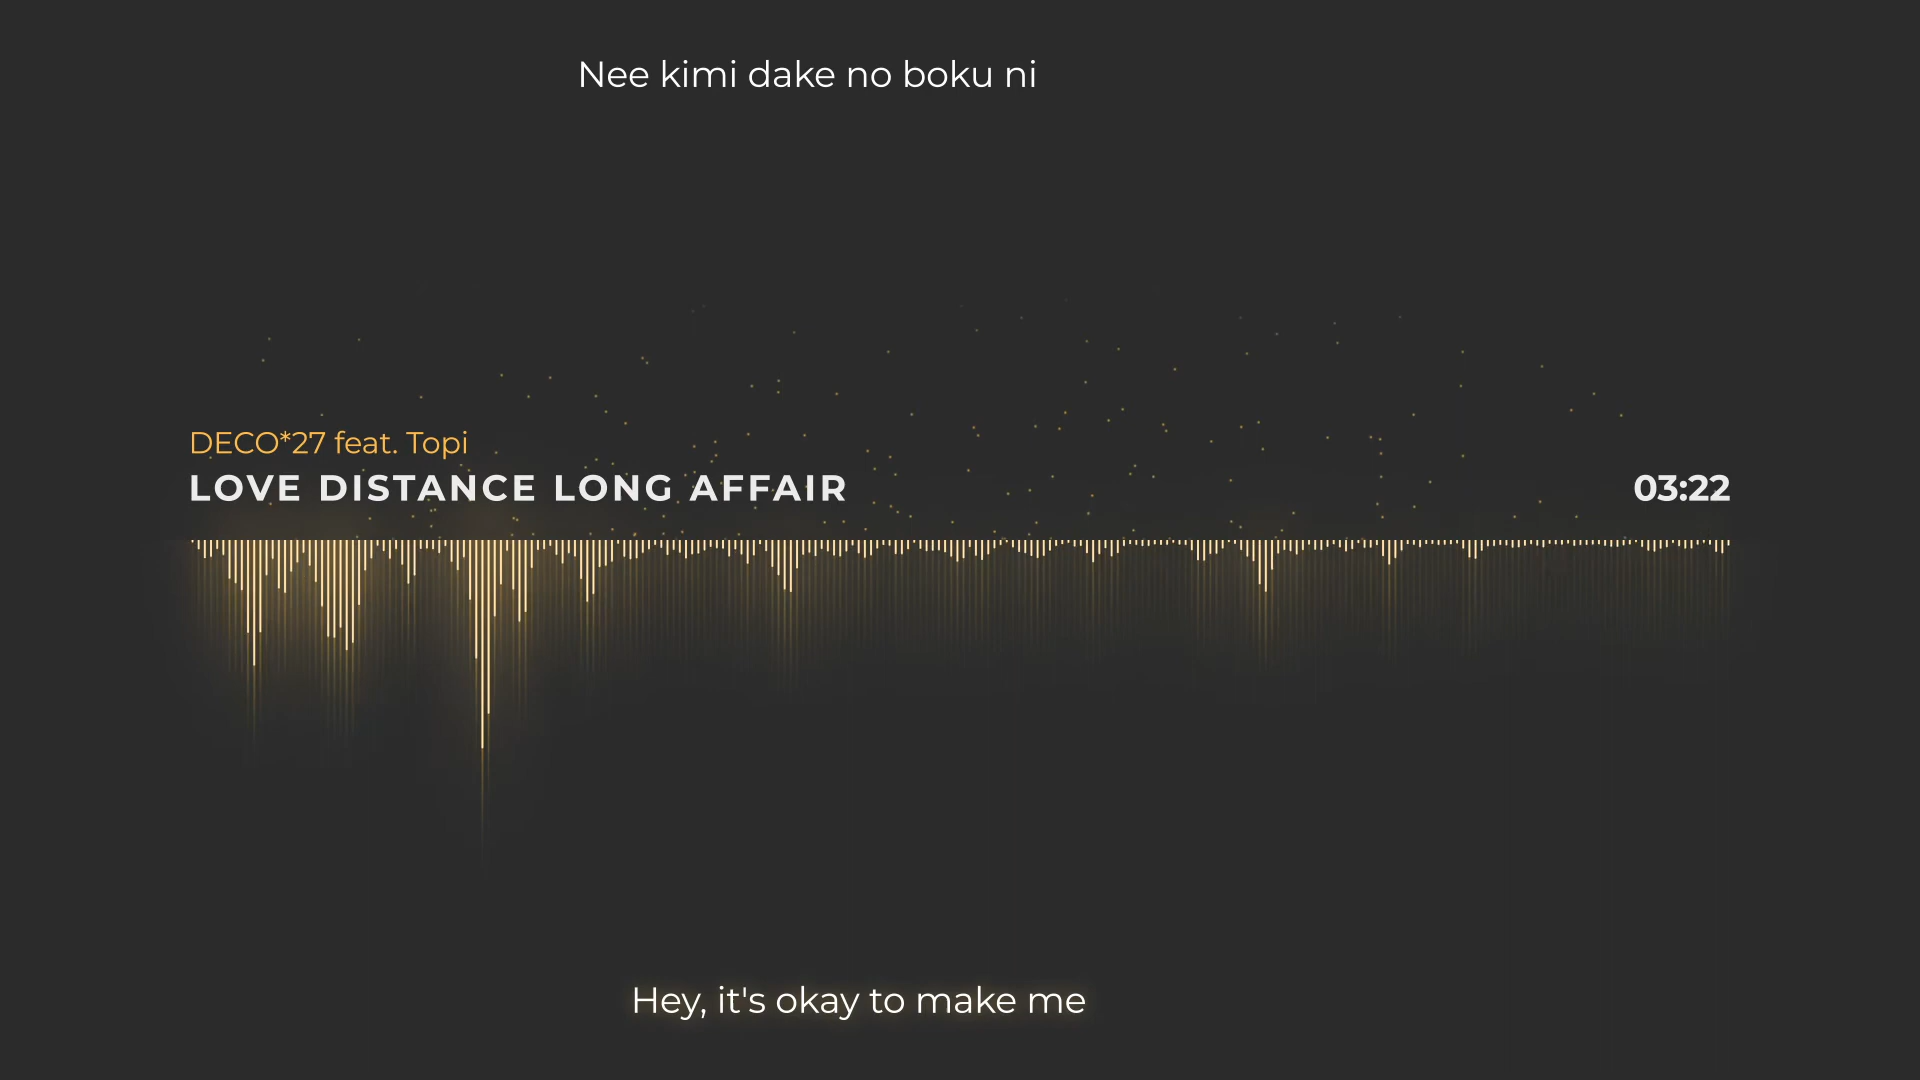 Nee kimi dake no boku ni
DECO*27 feat. Topi
LOVE DISTANCE LONG AFFAIR
03:22
Hey, it's okay to make me